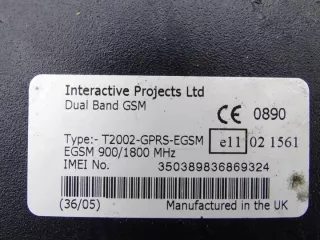 Interactive Projects Ltd
Dual Band GSM
CE 0890
Type:- T2002-GPRS-EGSM e11 02 1561
EGSM 900/1800 MHz
IMEI No. 350389836869324
(36/05) Manufactured in the UK